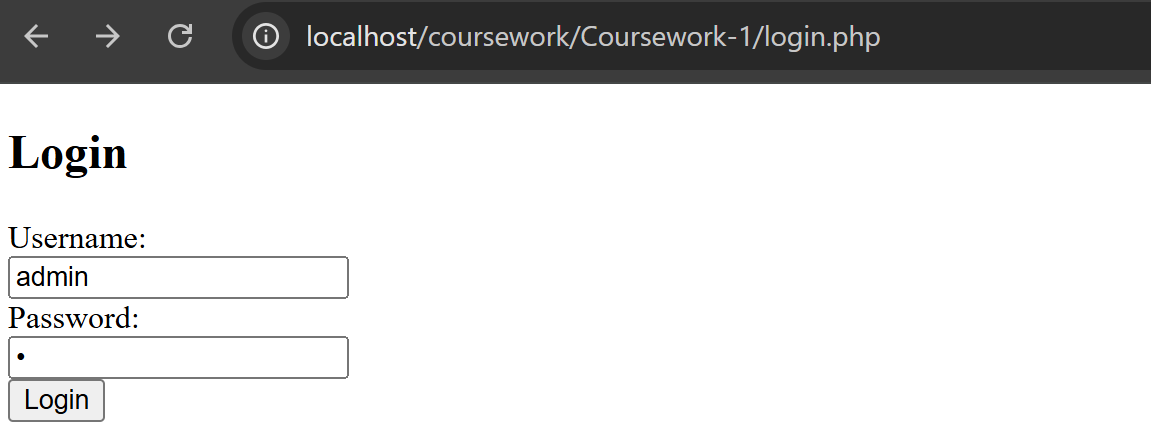 localhost/coursework/Coursework-1/login.php
Login
Username:
admin
Password:
•
Login